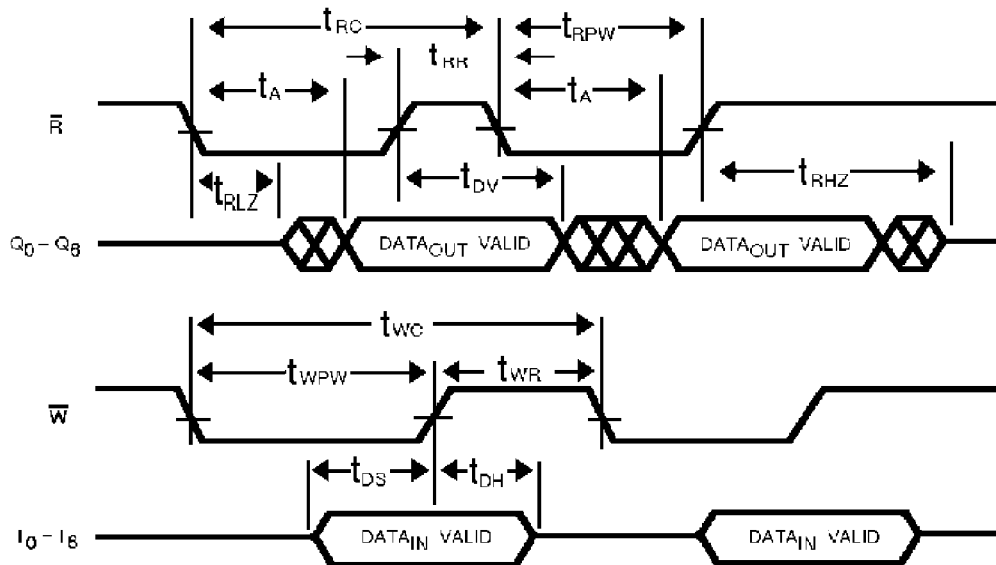 tRC
tRPW
tRR
tA
tA
R̅
tDV
tRHZ
tRLZ
Q0 – Q8
DATAOUT VALID
DATAOUT VALID
tWC
tWPW
tWR
W̅
tDS
tDH
I0 – I8
DATAIN VALID
DATAIN VALID